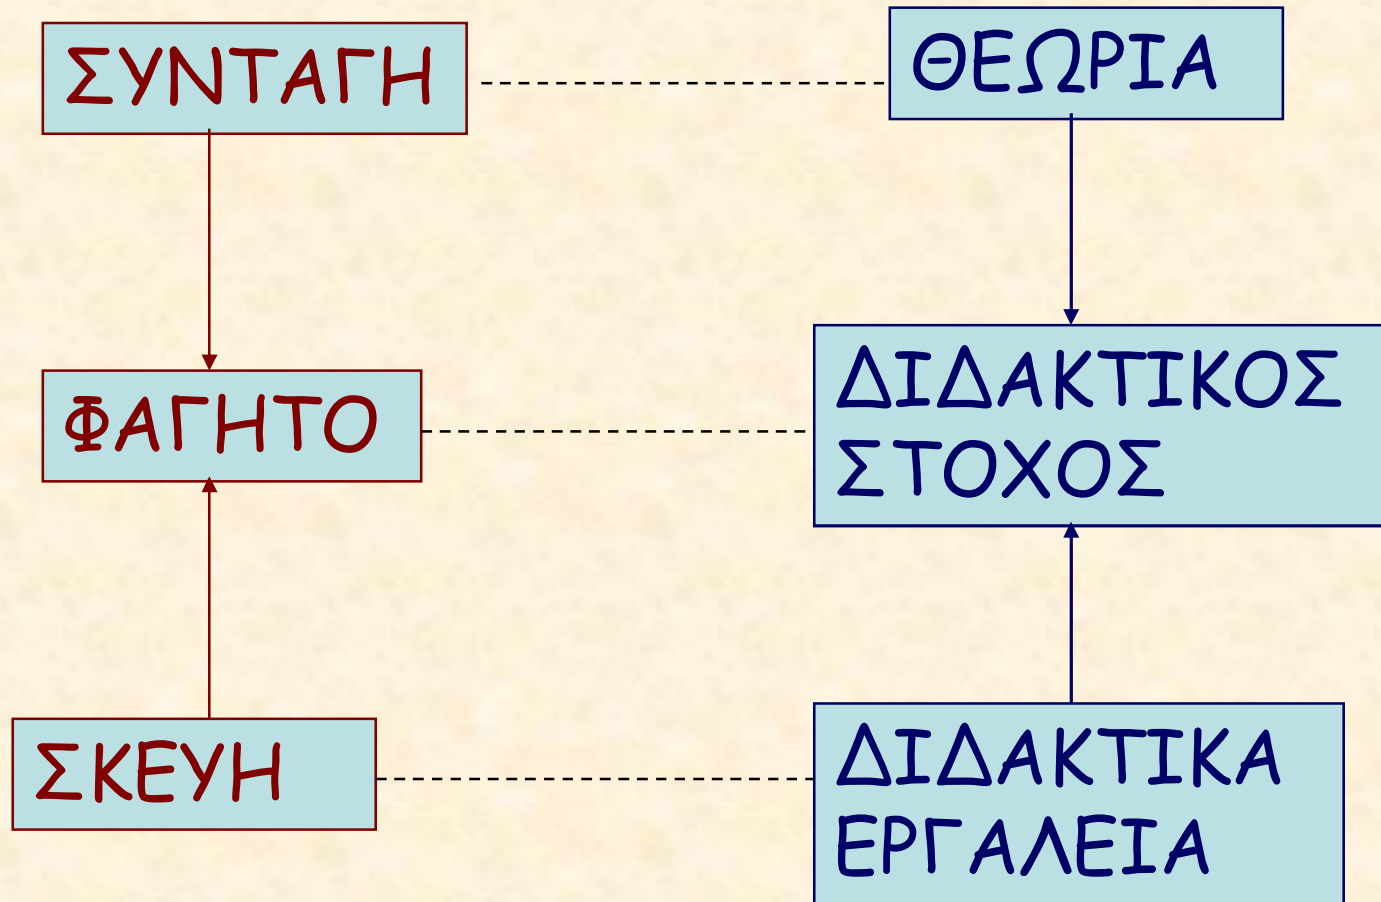 ΣΥΝΤΑΓΗ
ΘΕΩΡΙΑ
ΦΑΓΗΤΟ
ΔΙΔΑΚΤΙΚΟΣ
ΣΤΟΧΟΣ
ΣΚΕΥΗ
ΔΙΔΑΚΤΙΚΑ
ΕΡΓΑΛΕΙΑ